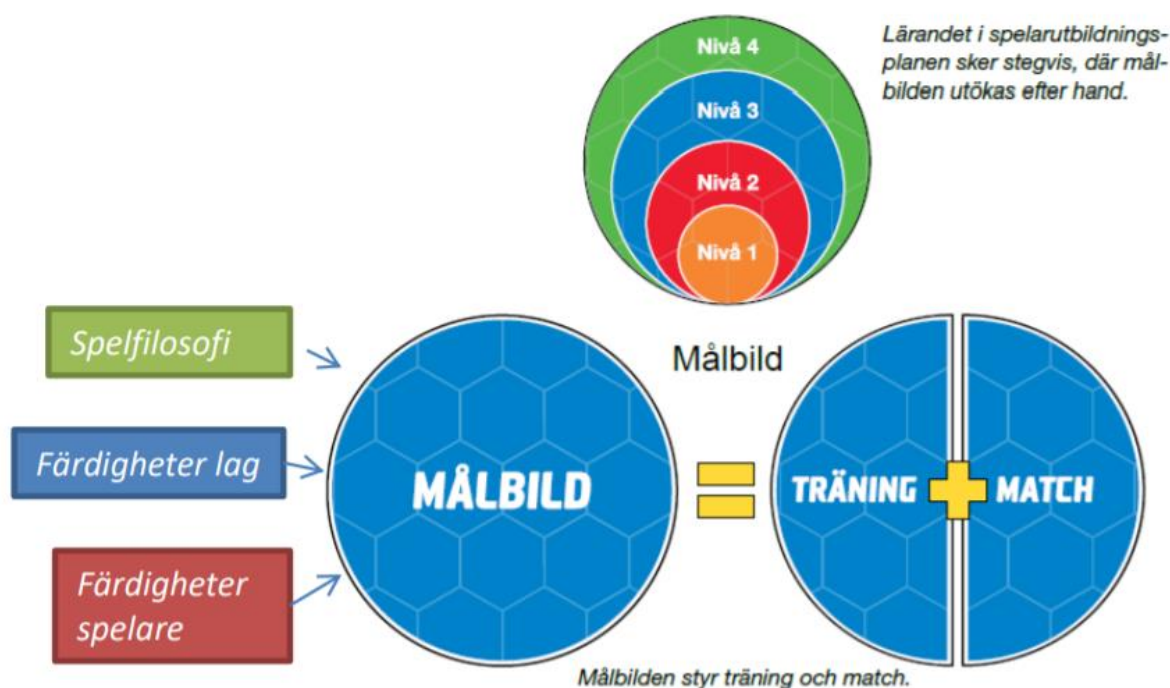 Nivå 4
Nivå 3
Nivå 2
Nivå 1
Lärandet i spelarutbildnings-
planen sker stegvis, där mål-
bilden utökas efter hand.
Spelfilosofi
Färdigheter lag
Färdigheter
spelare
MÅLBILD
Målbild
TRÄNING
MATCH
Målbilden styr träning och match.